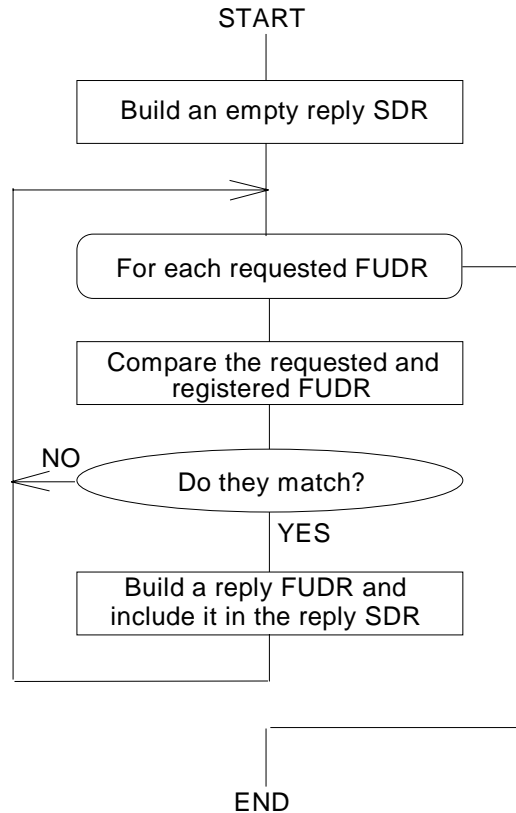 START
Build an empty reply SDR
For each requested FUDR
Compare the requested and
registered FUDR
NO
Do they match?
YES
Build a reply FUDR and
include it in the reply SDR
END